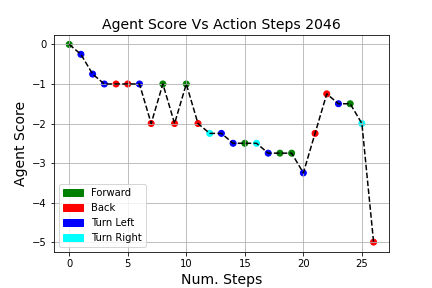 Agent Score Vs Action Steps 2046
0
−1
−2
−3
−4
−5
Agent Score
Forward
Back
Turn Left
Turn Right
0 5 10 15 20 25
Num. Steps